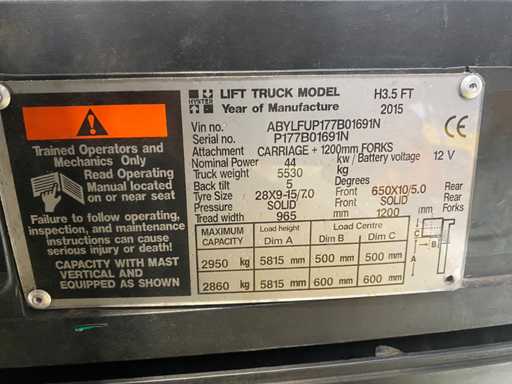 HYSTER
LIFT TRUCK MODEL H3.5 FT
Year of Manufacture 2015
Vin no. ABYLFUP177B01691N
Serial no. P177B01691N
Attachment CARRIAGE + 1200mm FORKS
Nominal Power 44 kw / Battery voltage 12 V
Truck weight 5530 kg
Back tilt 5 Degrees
Tyre Size 28X9-15/7.0 Front 650X10/5.0 Rear
Pressure SOLID Front SOLID Rear
Tread width 965 mm 1200 mm Forks
CE
MAXIMUM CAPACITY Load height Dim A Load Centre Dim B Dim C
2950 kg 5815 mm 500 mm 500 mm
2860 kg 5815 mm 600 mm 600 mm
C
B
A
Trained Operators and
Mechanics Only
Read Operating
Manual located
on or near seat
Failure to follow operating,
inspection, and maintenance
instructions can cause
serious injury or death!
CAPACITY WITH MAST
VERTICAL AND
EQUIPPED AS SHOWN